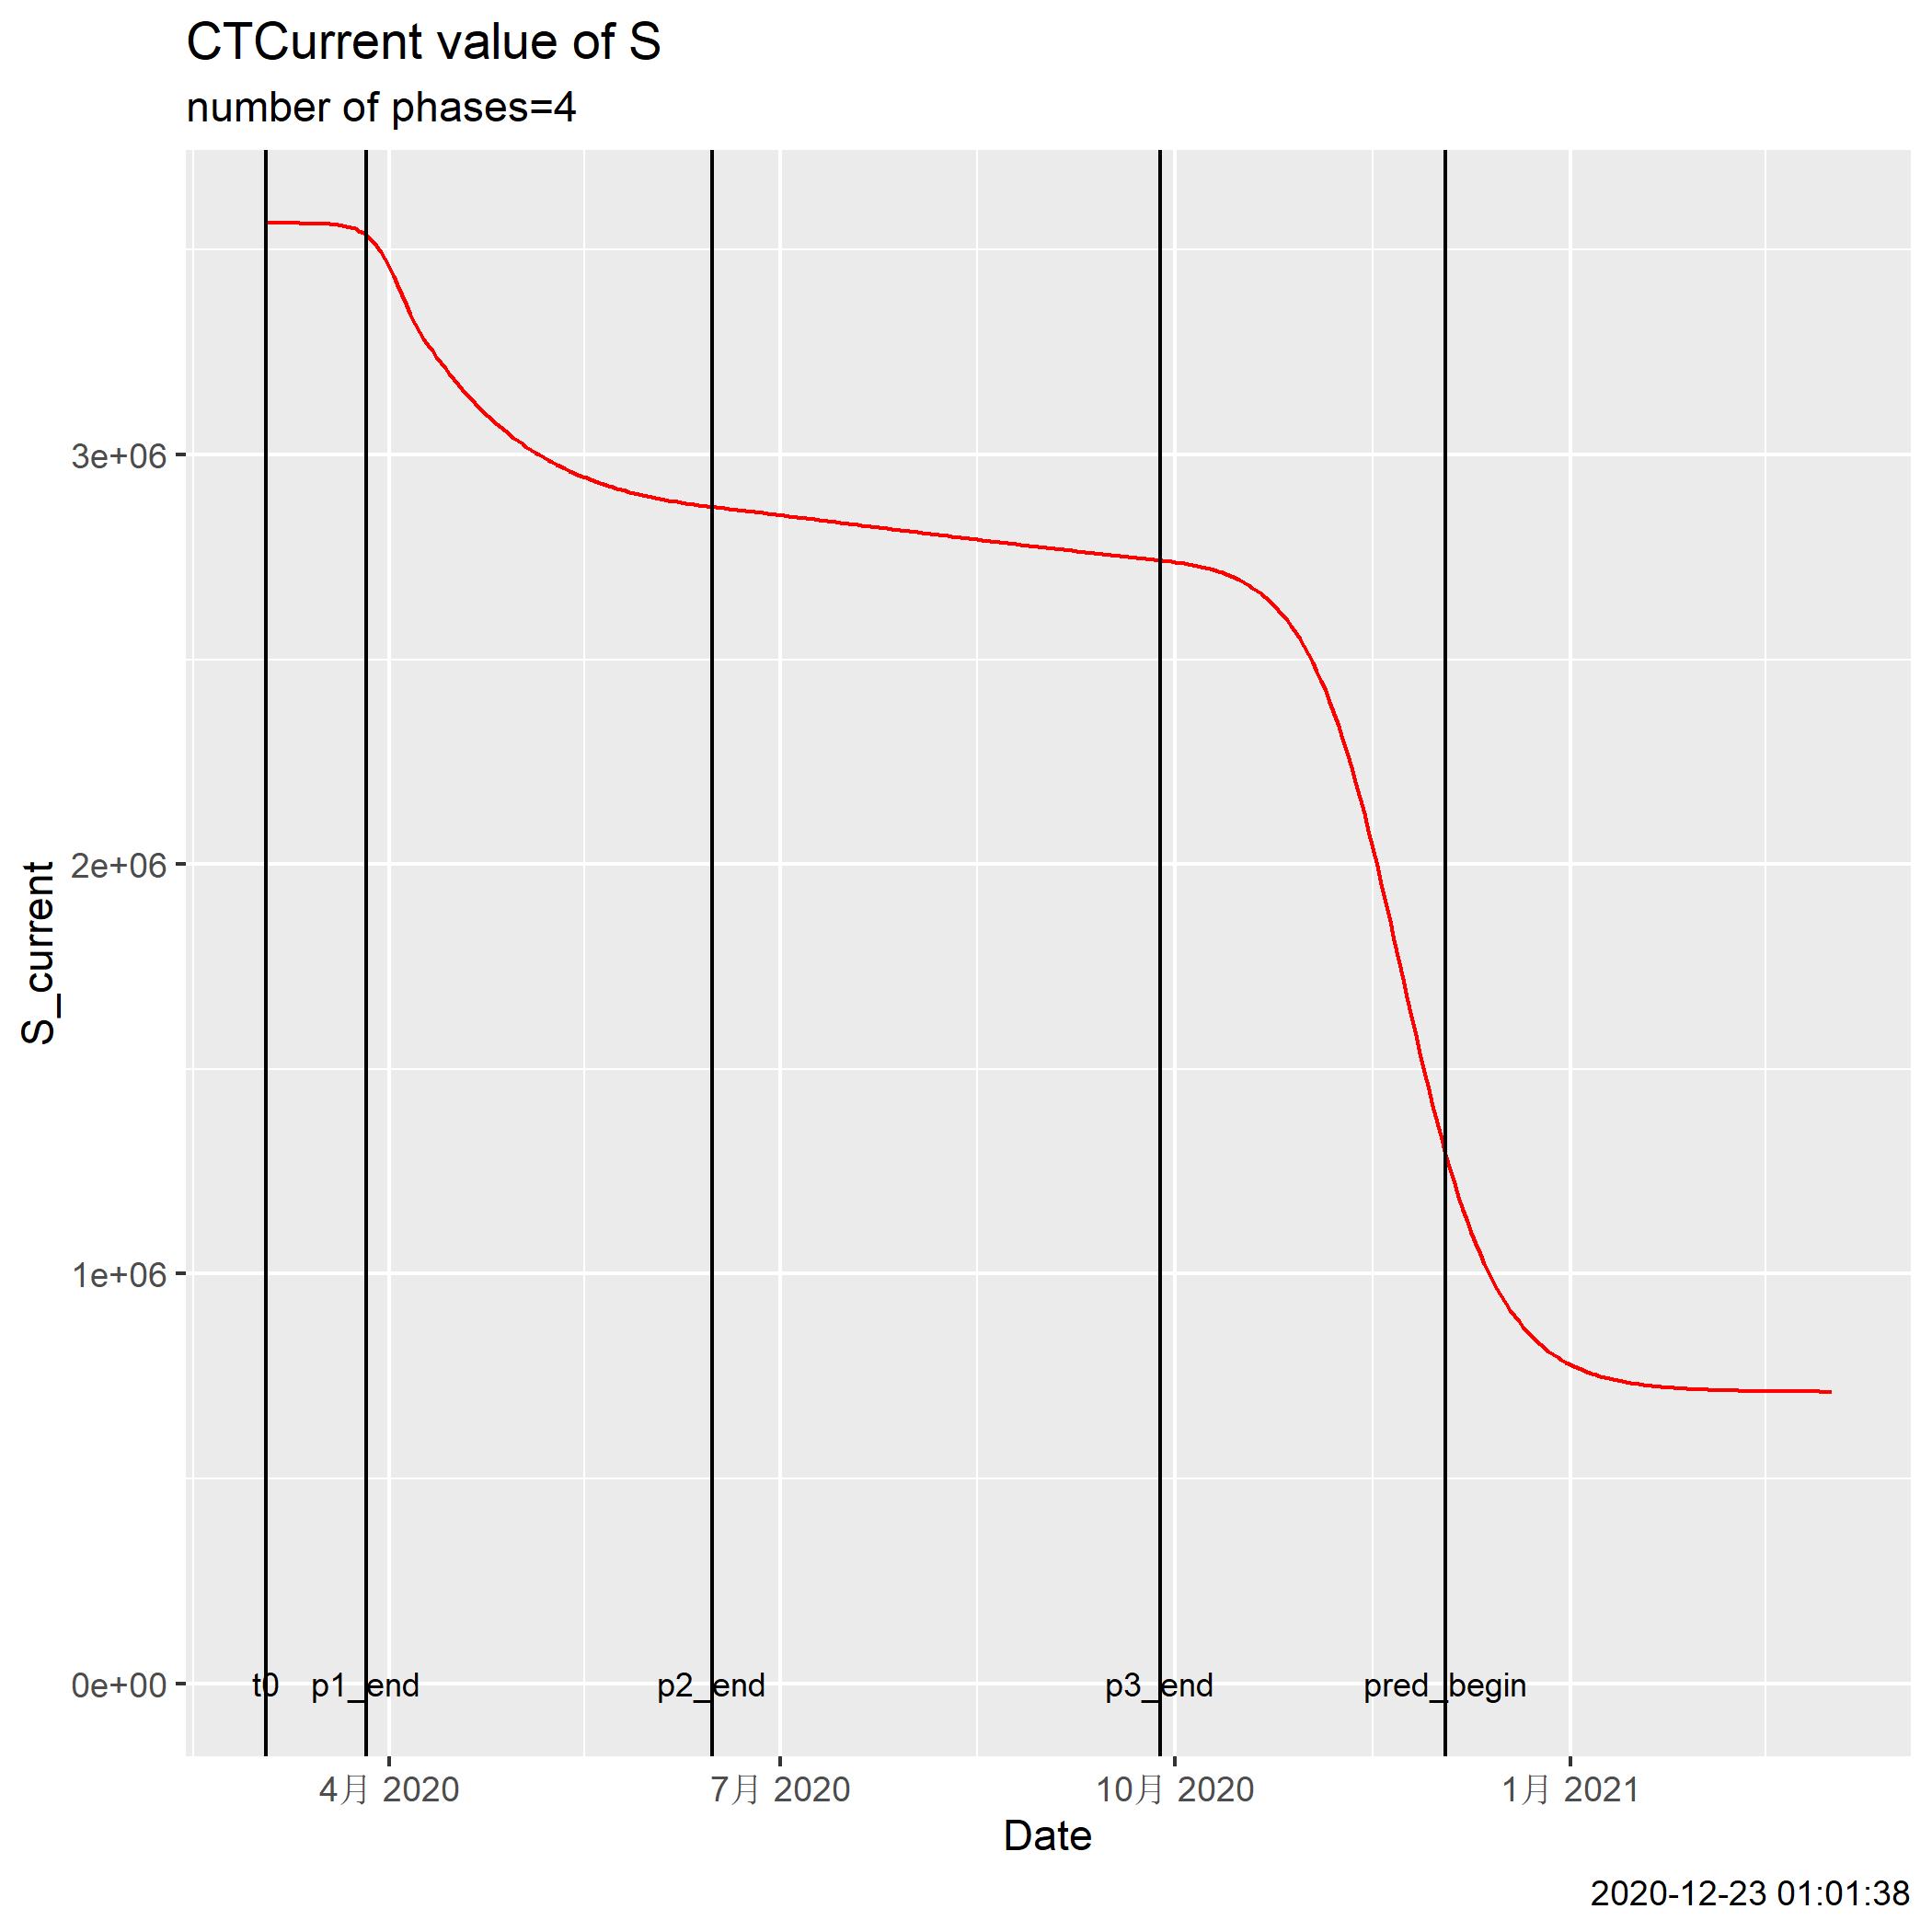 CTCurrent value of S
number of phases=4
S_current
3e+06
2e+06
1e+06
0e+00
t0 p1_end p2_end p3_end pred_begin
4月 2020 7月 2020 10月 2020 1月 2021
Date
2020-12-23 01:01:38